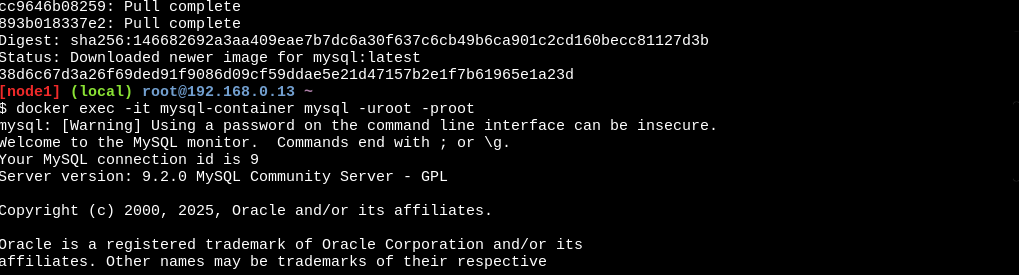 cc9646b08259: Pull complete
893b018337e2: Pull complete
Digest: sha256:146682692a3aa409eae7b7dc6a30f637c6cb49b6ca901c2cd160becc81127d3b
Status: Downloaded newer image for mysql:latest
38d6c67d3a26f69ded91f9086d09cf59ddae5e21d47157b2e1f7b61965e1a23d
[node1] (local) root@192.168.0.13 ~
$ docker exec -it mysql-container mysql -uroot -proot
mysql: [Warning] Using a password on the command line interface can be insecure.
Welcome to the MySQL monitor.  Commands end with ; or \g.
Your MySQL connection id is 9
Server version: 9.2.0 MySQL Community Server - GPL
Copyright (c) 2000, 2025, Oracle and/or its affiliates.
Oracle is a registered trademark of Oracle Corporation and/or its
affiliates. Other names may be trademarks of their respective